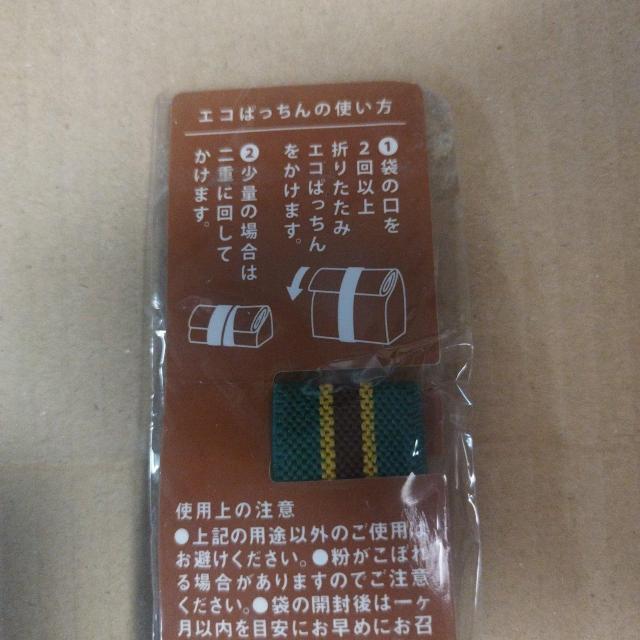 エコぱっちんの使い方
❶袋の口を
2回以上
折りたたみ
エコぱっちん
をかけます。
❷少量の場合は
二重に回して
かけます。
使用上の注意
●上記の用途以外のご使用
お避けください。●粉がこぼれ
る場合がありますのでご注意
ください。●袋の開封後は一ヶ
月以内を目安にお早めにお召